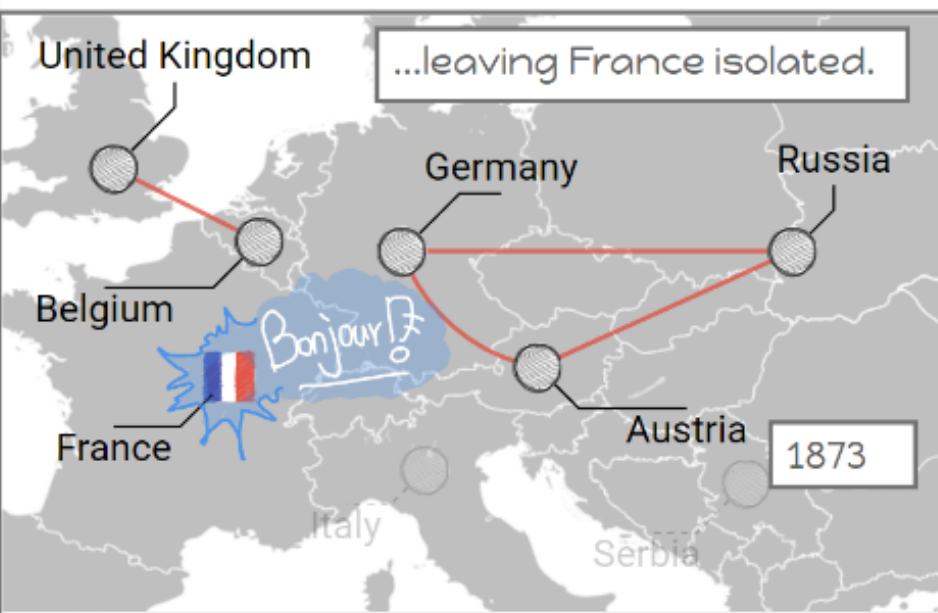 United Kingdom
...leaving France isolated.
Germany
Russia
Belgium
Bonjour!?
France
Austria
1873
Italy
Serbia